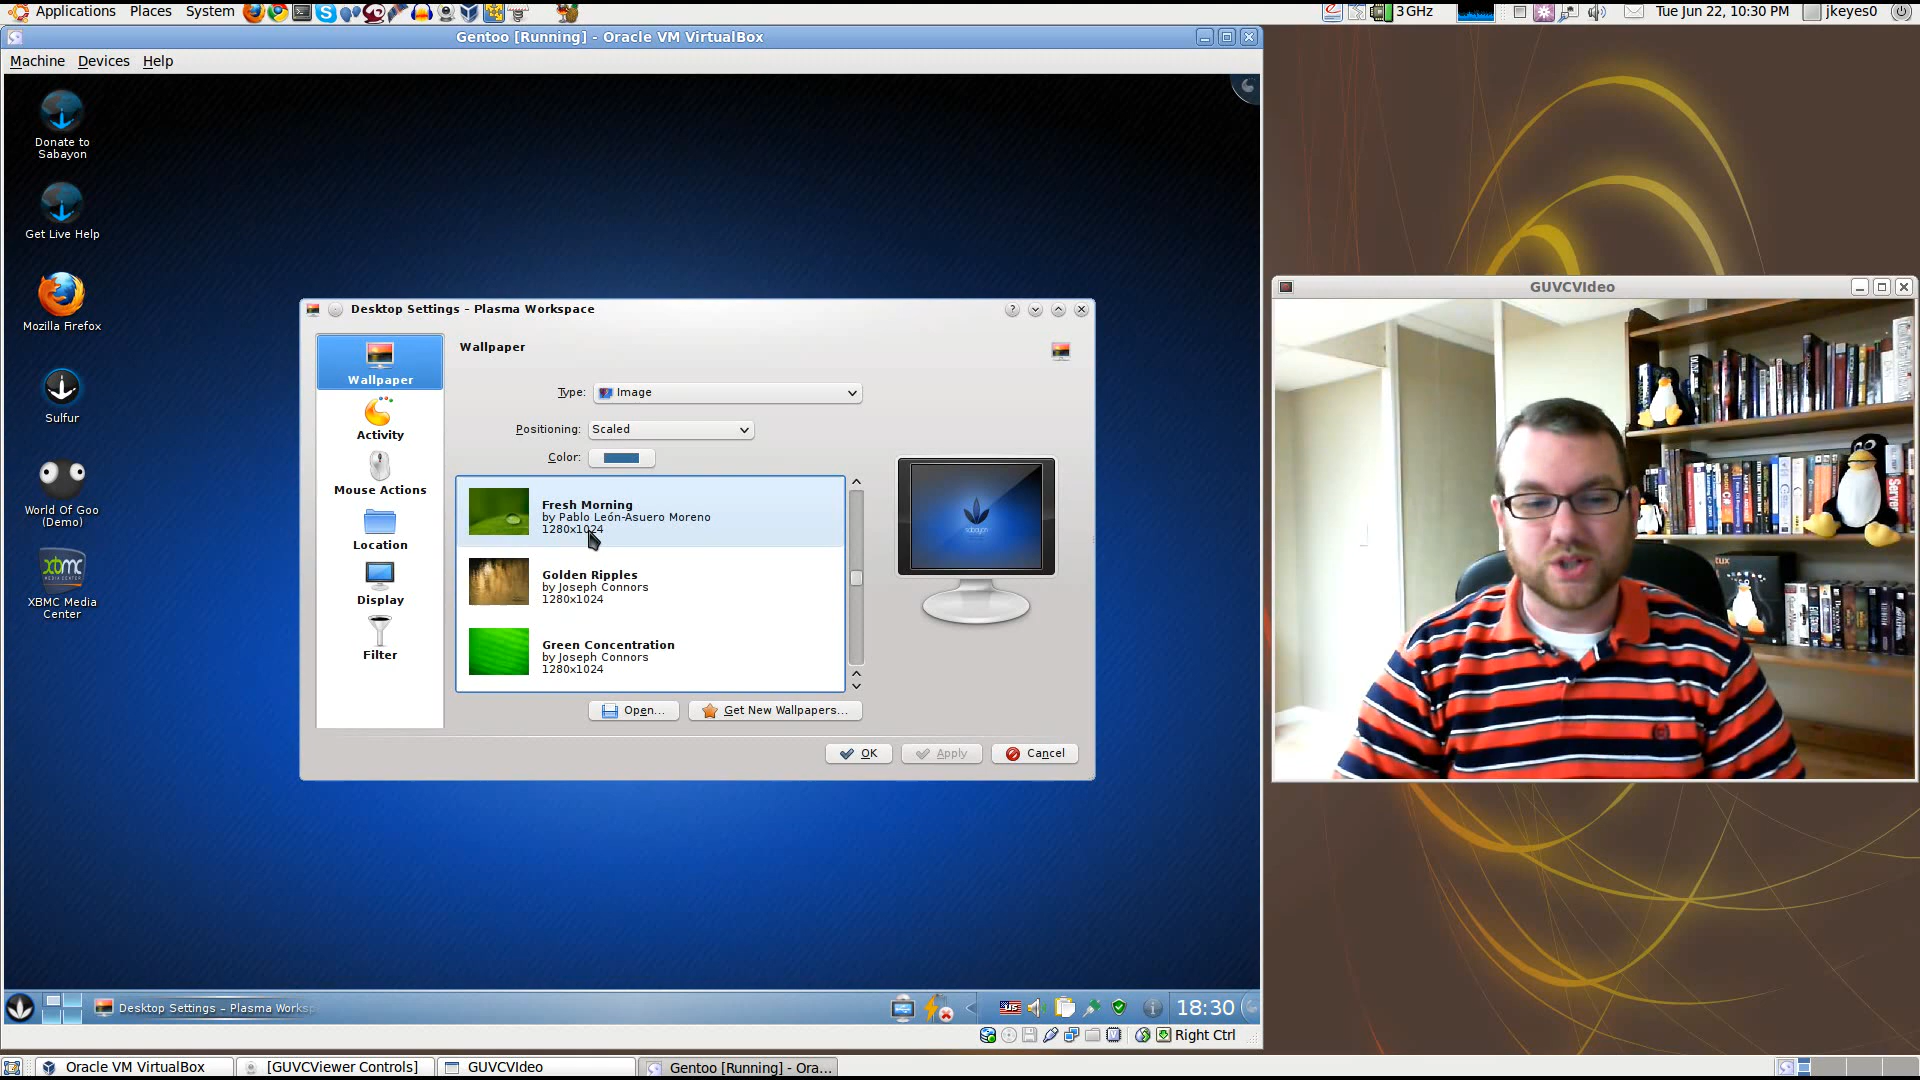 Applications Places System
3 GHz
Tue Jun 22, 10:30 PM
jkeyes0
Gentoo [Running] - Oracle VM VirtualBox
Machine Devices Help
Donate to
Sabayon
Get Live Help
Mozilla Firefox
Sulfur
World Of Goo
(Demo)
xbmc
MEDIA CENTER
XBMC Media
Center
Desktop Settings – Plasma Workspace
Wallpaper
Activity
Mouse Actions
Location
Display
Filter
Wallpaper
Type: Image
Positioning: Scaled
Color:
Fresh Morning
by Pablo León-Asuero Moreno
1280x1024
Golden Ripples
by Joseph Connors
1280x1024
Green Concentration
by Joseph Connors
1280x1024
sabayon
Open...
Get New Wallpapers...
OK
Apply
Cancel
GUVCVIdeo
Desktop Settings – Plasma Worksp
US
18:30
Right Ctrl
Oracle VM VirtualBox
[GUVCViewer Controls]
GUVCVIdeo
Gentoo [Running] - Ora...